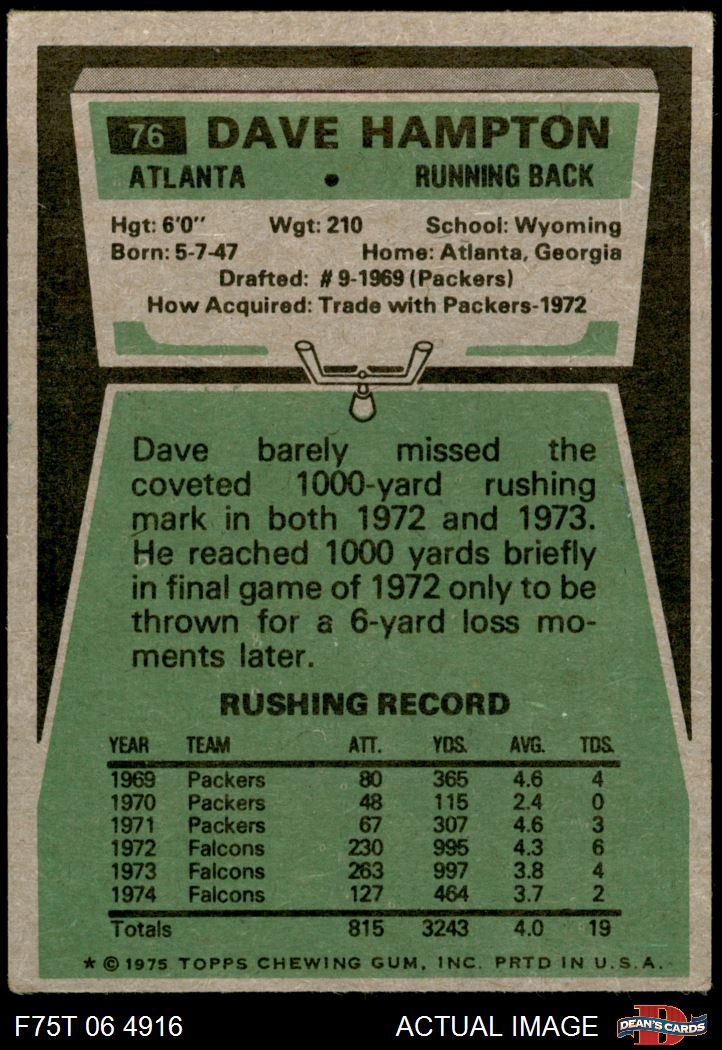 76 DAVE HAMPTON
ATLANTA • RUNNING BACK
Hgt: 6'0" Wgt: 210 School: Wyoming
Born: 5-7-47 Home: Atlanta, Georgia
Drafted: #9-1969 (Packers)
How Acquired: Trade with Packers-1972
Dave barely missed the
coveted 1000-yard rushing
mark in both 1972 and 1973.
He reached 1000 yards briefly
in final game of 1972 only to be
thrown for a 6-yard loss mo-
ments later.
RUSHING RECORD
YEAR TEAM ATT. YDS. AVG. TDS.
1969 Packers 80 365 4.6 4
1970 Packers 48 115 2.4 0
1971 Packers 67 307 4.6 3
1972 Falcons 230 995 4.3 6
1973 Falcons 263 997 3.8 4
1974 Falcons 127 464 3.7 2
Totals 815 3243 4.0 19
* © 1975 TOPPS CHEWING GUM, INC. PRTD IN U.S.A.
F75T 06 4916 ACTUAL IMAGE DEAN'S CARDS